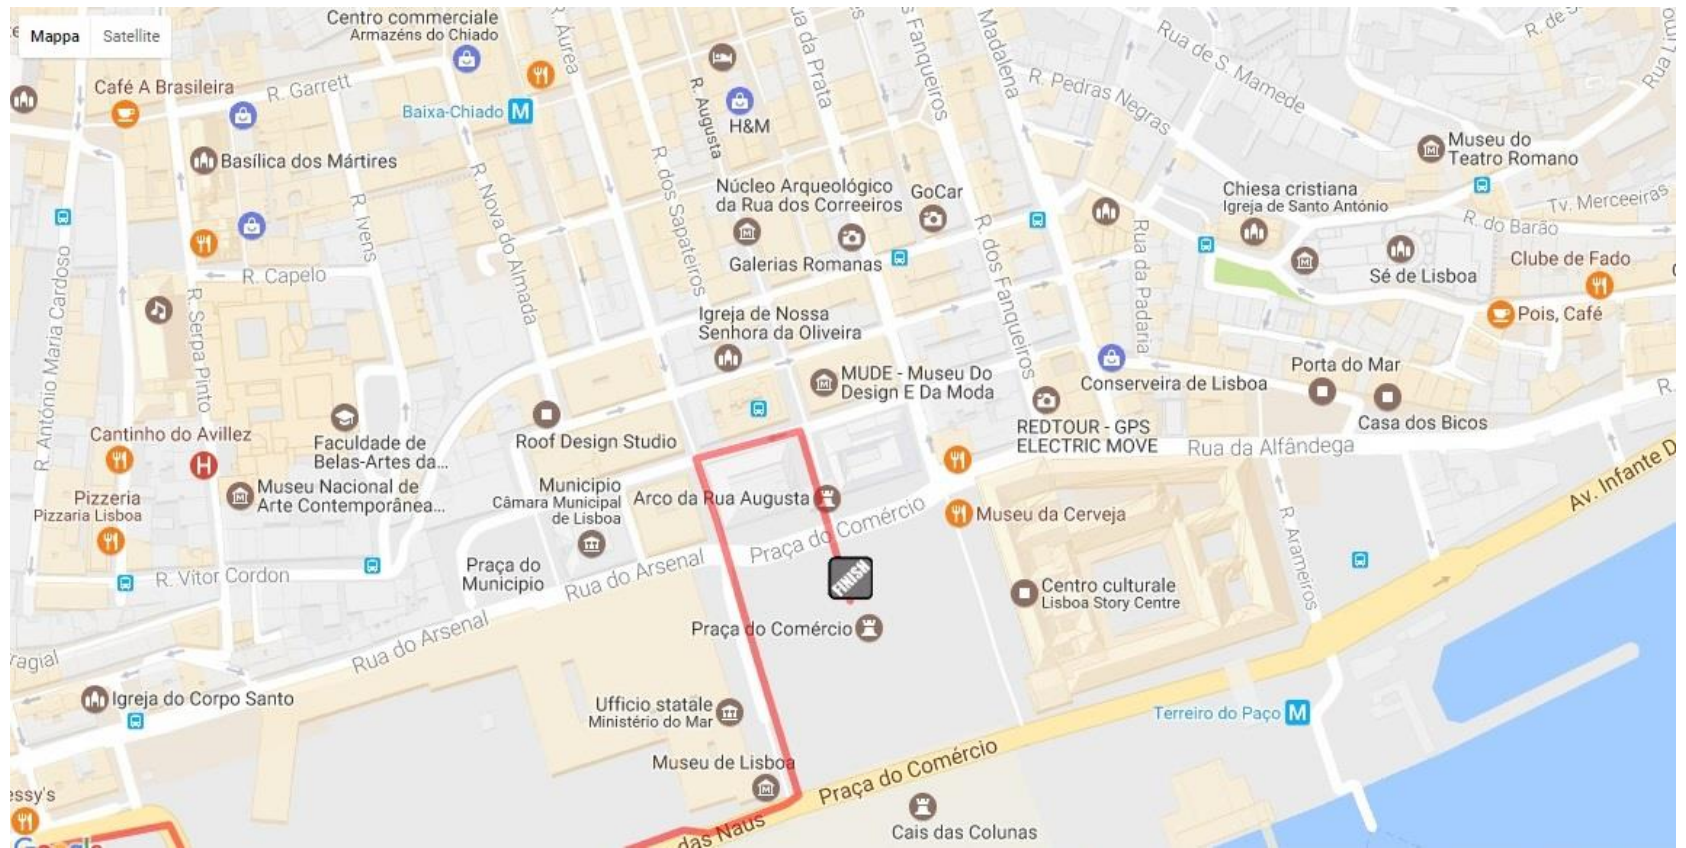 Mappa
Satellite
Centro commerciale
Armazéns do Chiado
R. Áurea
Café A Brasileira
R. Garrett
Baixa-Chiado
M
Basílica dos Mártires
R. Ivens
R. Nova do Almada
R. dos Sapateiros
R. Augusta
H&M
Rua da Prata
Fanqueiros
Madalena
R. Pedras Negras
Rua de S. Mamede
Museu do
Teatro Romano
Núcleo Arqueológico
da Rua dos Correeiros
GoCar
Galerias Romanas
R. dos Fanqueiros
Rua da Padaria
Chiesa cristiana
Igreja de Santo António
Tv. Merceeiras
R. do Barão
Sé de Lisboa
Clube de Fado
Pois, Café
R. António Maria Cardoso
R. Serpa Pinto
R. Capelo
Igreja de Nossa
Senhora da Oliveira
MUDE - Museu Do
Design E Da Moda
Conserveira de Lisboa
Porta do Mar
Casa dos Bicos
REDTOUR - GPS
ELECTRIC MOVE
Rua da Alfândega
Av. Infante D
Cantinho do Avillez
H
Faculdade de
Belas-Artes da...
Roof Design Studio
Pizzeria
Pizzaria Lisboa
Museu Nacional de
Arte Contemporânea...
Municipio
Câmara Municipal
de Lisboa
Arco da Rua Augusta
Praça do Comércio
Museu da Cerveja
R. Arameiros
R. Vítor Cordon
Praça do
Municipio
Rua do Arsenal
FINISH
Centro culturale
Lisboa Story Centre
Praça do Comércio
Rua do Arsenal
ragial
Igreja do Corpo Santo
Ufficio statale
Ministério do Mar
Terreiro do Paço
M
Museu de Lisboa
Praça do Comércio
essy's
das Naus
Cais das Colunas
Google